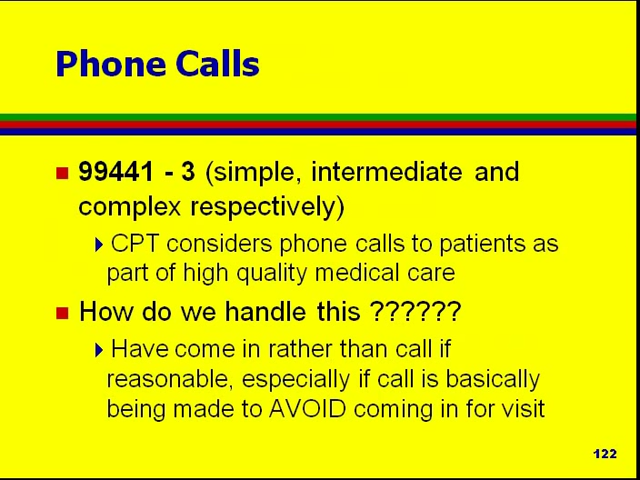 Phone Calls
99441 - 3 (simple, intermediate and
complex respectively)
CPT considers phone calls to patients as
part of high quality medical care
How do we handle this ??????
Have come in rather than call if
reasonable, especially if call is basically
being made to AVOID coming in for visit
122